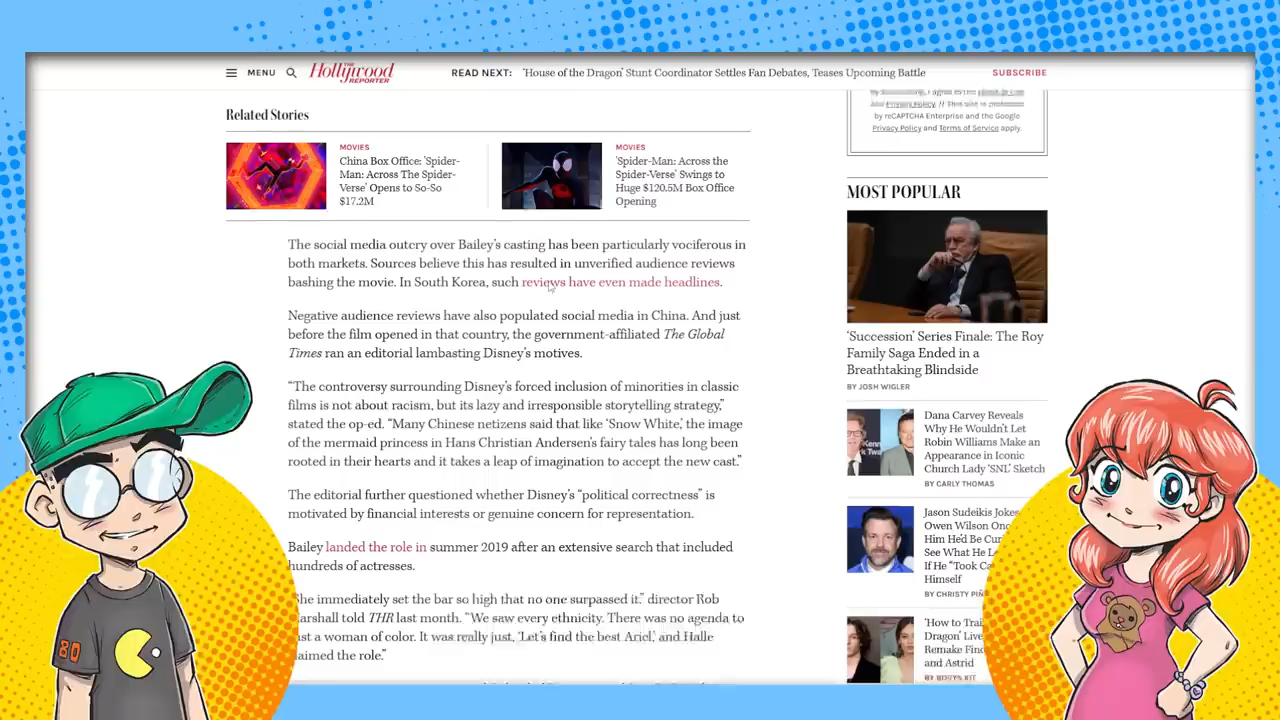 MENU
THE
Hollywood
REPORTER
READ NEXT: 'House of the Dragon' Stunt Coordinator Settles Fan Debates, Teases Upcoming Battle
SUBSCRIBE
Related Stories
MOVIES
China Box Office: 'Spider-
Man: Across The Spider-
Verse' Opens to So-So
$17.2M
MOVIES
'Spider-Man: Across the
Spider-Verse' Swings to
Huge $120.5M Box Office
Opening
The social media outcry over Bailey's casting has been particularly vociferous in
both markets. Sources believe this has resulted in unverified audience reviews
bashing the movie. In South Korea, such reviews have even made headlines.
Negative audience reviews have also populated social media in China. And just
before the film opened in that country, the government-affiliated The Global
Times ran an editorial lambasting Disney's motives.
"The controversy surrounding Disney's forced inclusion of minorities in classic
films is not about racism, but its lazy and irresponsible storytelling strategy,"
stated the op-ed. "Many Chinese netizens said that like 'Snow White,' the image
of the mermaid princess in Hans Christian Andersen's fairy tales has long been
rooted in their hearts and it takes a leap of imagination to accept the new cast."
The editorial further questioned whether Disney's "political correctness" is
motivated by financial interests or genuine concern for representation.
Bailey landed the role in summer 2019 after an extensive search that included
hundreds of actresses.
She immediately set the bar so high that no one surpassed it," director Rob
arshall told THR last month. "We saw every ethnicity. There was no agenda to
st a woman of color. It was really just, 'Let's find the best Ariel,' and Halle
aimed the role."
Privacy Policy
by reCAPTCHA Enterprise and the Google
Privacy Policy and Terms of Service apply.
MOST POPULAR
'Succession' Series Finale: The Roy
Family Saga Ended in a
Breathtaking Blindside
BY JOSH WIGLER
Dana Carvey Reveals
Why He Wouldn't Let
Robin Williams Make an
Appearance in Iconic
Church Lady 'SNL' Sketch
BY CARLY THOMAS
Jason Sudeikis Jokes
Owen Wilson Onc
Him He'd Be Cur
See What He L
If He "Took Ca
Himself
BY CHRISTY PIÑ
'How to Trai
Dragon' Live
Remake Find
and Astrid
80